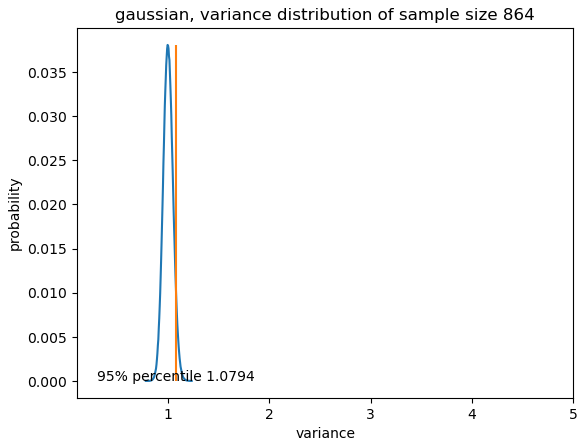 gaussian, variance distribution of sample size 864
probability
0.035
0.030
0.025
0.020
0.015
0.010
0.005
0.000
95% percentile 1.0794
1 2 3 4 5
variance